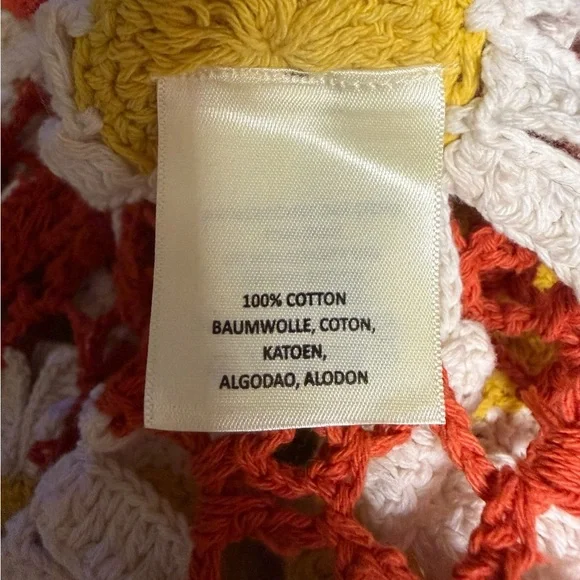 100% COTTON
BAUMWOLLE, COTON,
KATOEN,
ALGODAO, ALODON